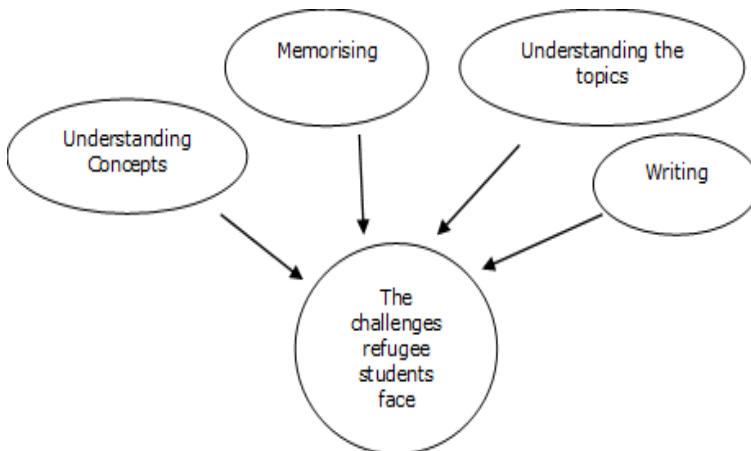 Memorising
Understanding the
topics
Understanding
Concepts
Writing
The
challenges
refugee
students
face